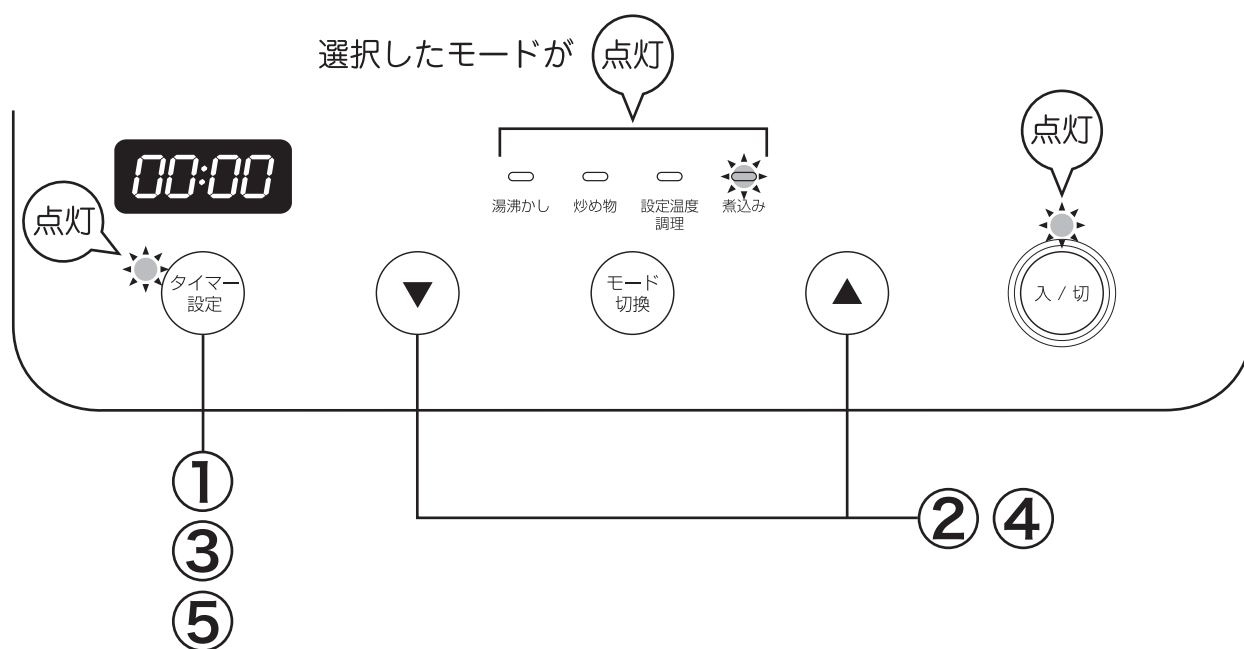 選択したモードが 点灯
点灯
00:00
点灯
湯沸かし 炒め物 設定温度 煮込み
調理
タイマー
設定
▼
モード
切換
▲
入 / 切
①
③
⑤
② ④